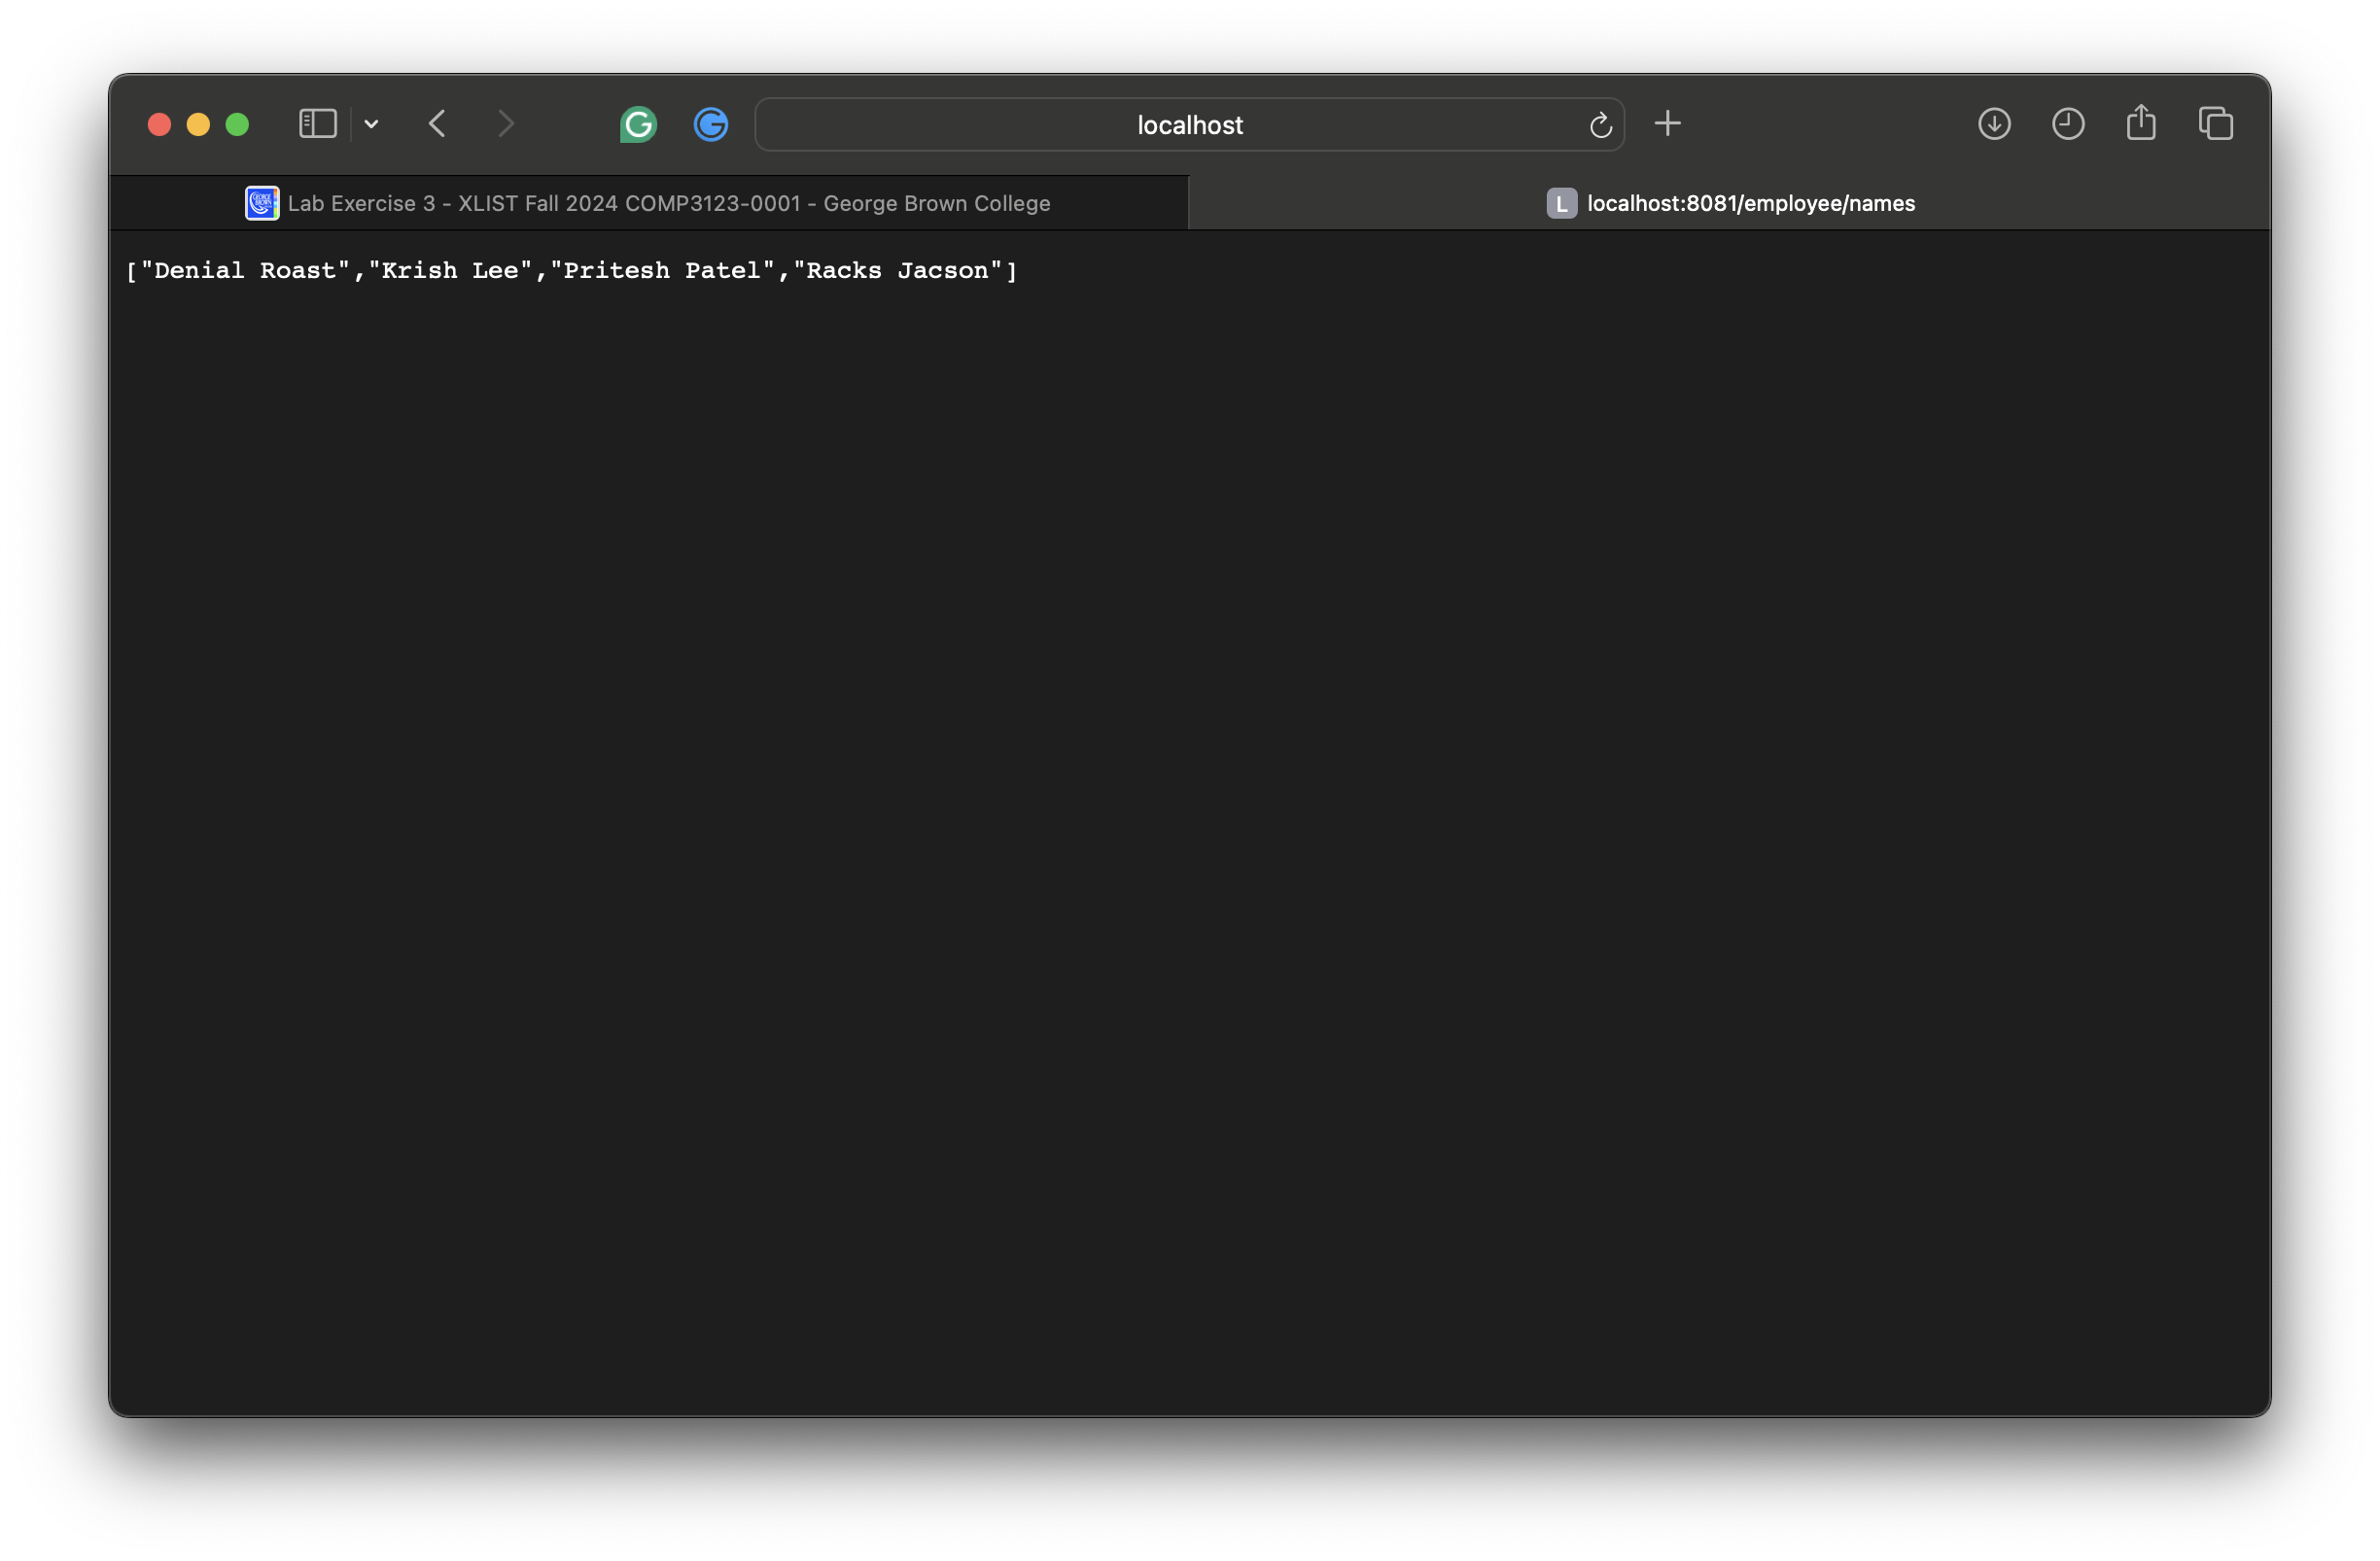 localhost
Lab Exercise 3 - XLIST Fall 2024 COMP3123-0001 - George Brown College
L localhost:8081/employee/names
["Denial Roast","Krish Lee","Pritesh Patel","Racks Jacson"]